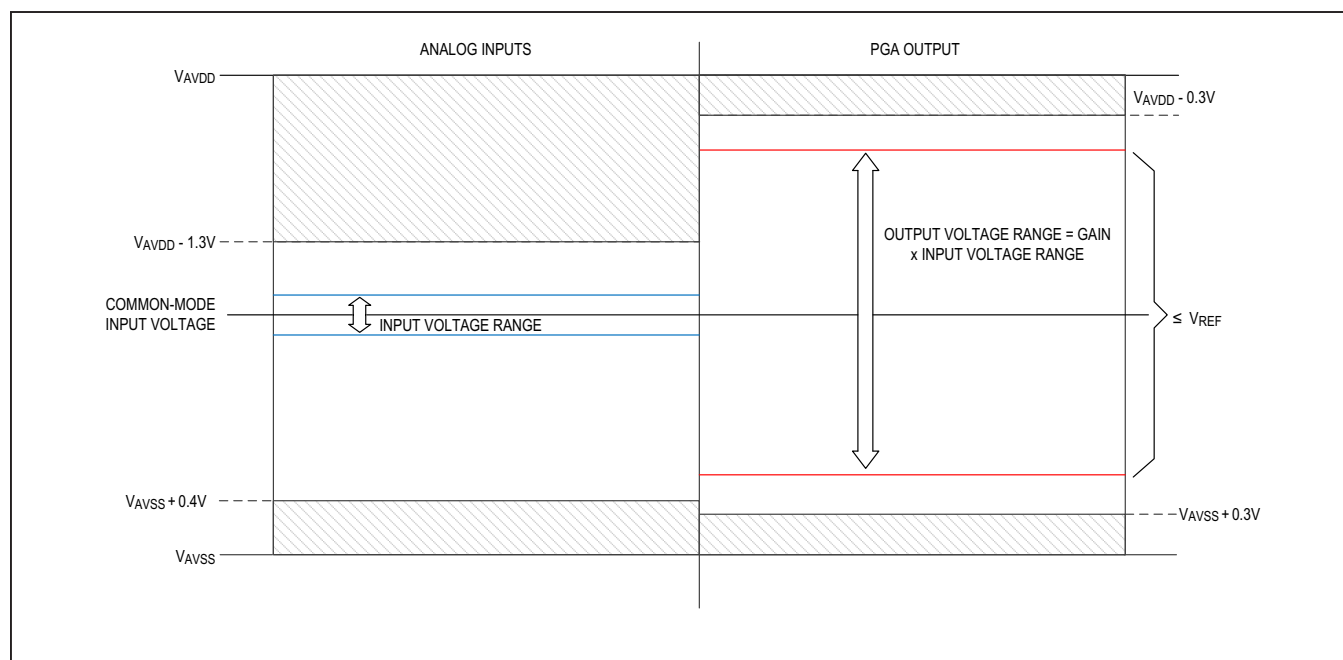 ANALOG INPUTS
PGA OUTPUT
VAVDD
VAVDD - 0.3V
VAVDD - 1.3V
OUTPUT VOLTAGE RANGE = GAIN
x INPUT VOLTAGE RANGE
COMMON-MODE
INPUT VOLTAGE
INPUT VOLTAGE RANGE
≤ VREF
VAVSS + 0.4V
VAVSS + 0.3V
VAVSS